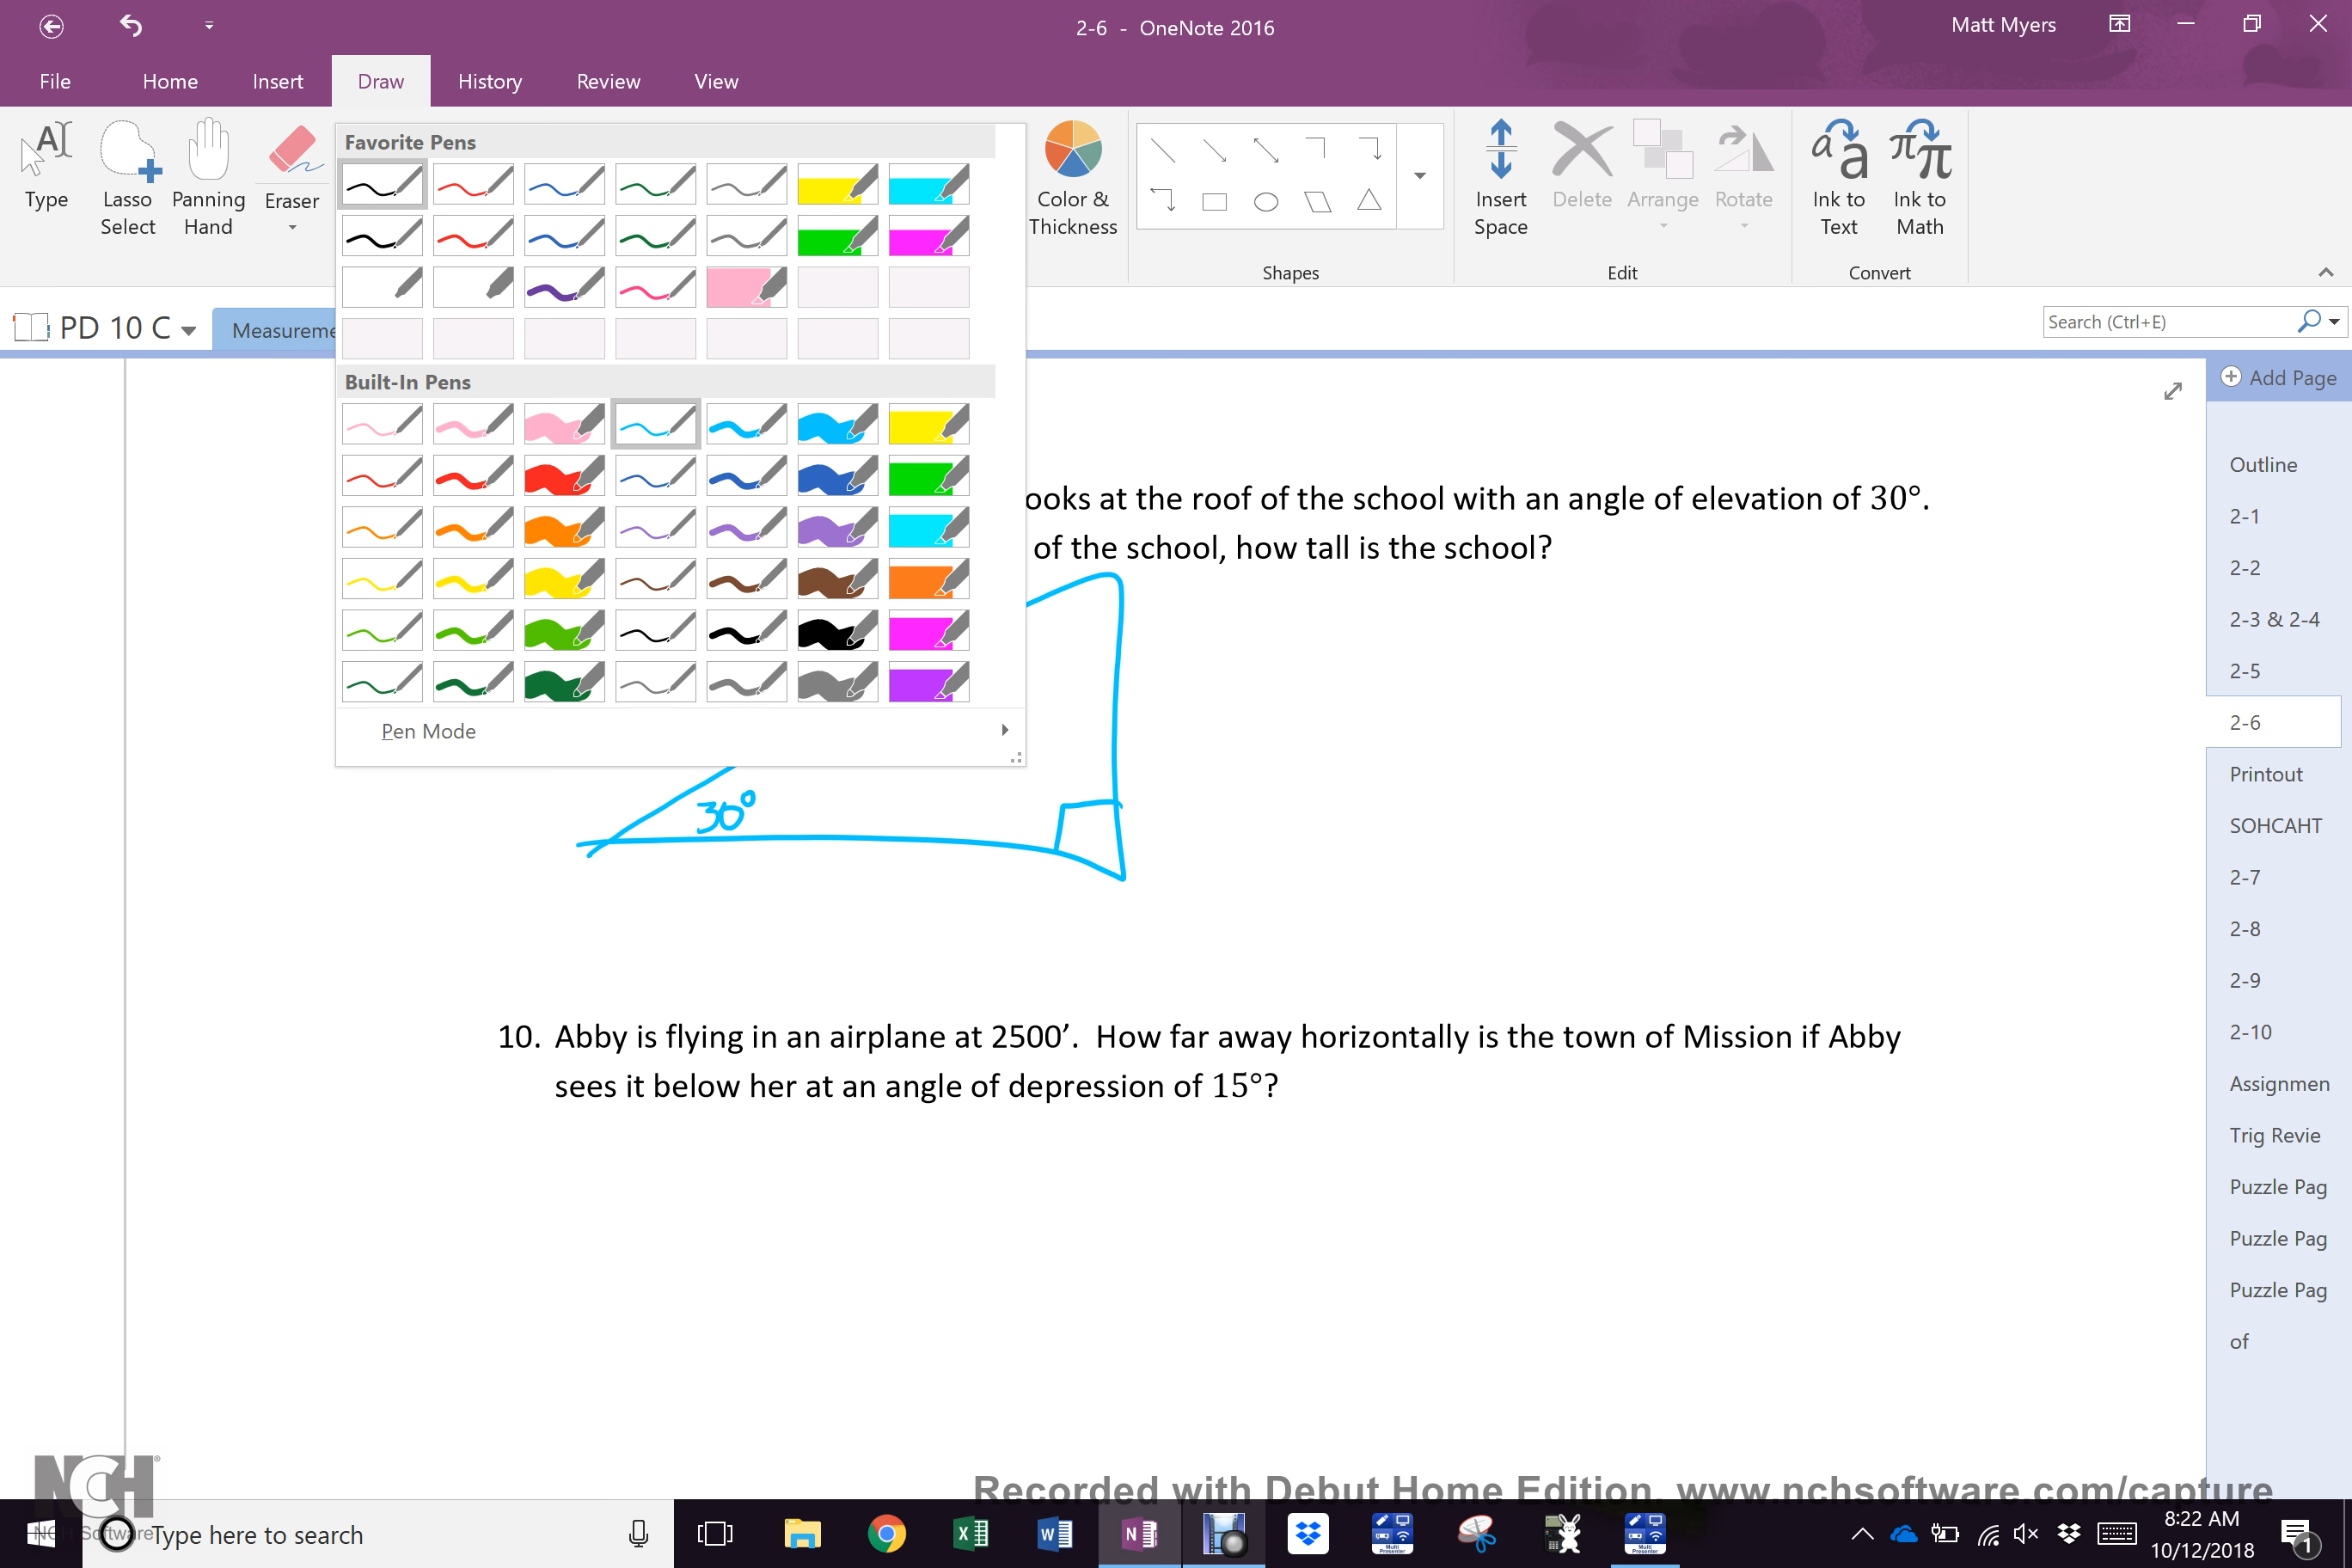 2-6 - OneNote 2016
Matt Myers
File Home Insert Draw History Review View
Type
Lasso Select
Panning Hand
Eraser
Favorite Pens
Built-In Pens
Pen Mode
Color & Thickness
Shapes
Insert Space
Delete
Arrange
Rotate
Edit
Ink to Text
Ink to Math
Convert
PD 10 C
Measureme
Search (Ctrl+E)
Add Page
Outline
2-1
2-2
2-3 & 2-4
2-5
2-6
Printout
SOHCAHT
2-7
2-8
2-9
2-10
Assignmen
Trig Revie
Puzzle Pag
Puzzle Pag
Puzzle Pag
of
ooks at the roof of the school with an angle of elevation of 30°.
of the school, how tall is the school?
30°
10. Abby is flying in an airplane at 2500’. How far away horizontally is the town of Mission if Abby
sees it below her at an angle of depression of 15°?
NCH
NCH Software
Recorded with Debut Home Edition. www.nchsoftware.com/capture
Type here to search
8:22 AM
10/12/2018
1